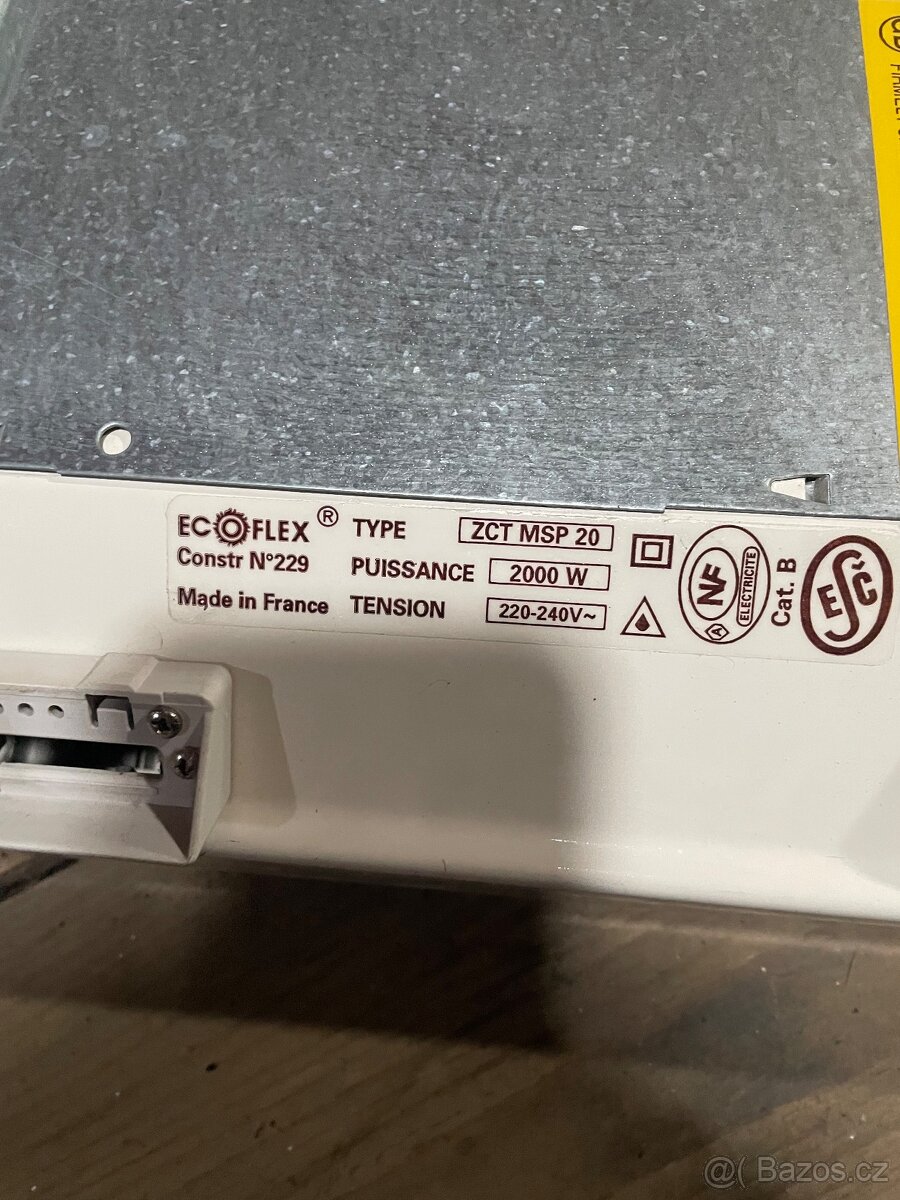 ECOFLEX ® TYPE ZCT MSP 20
Constr N°229 PUISSANCE 2000 W
Made in France TENSION 220-240V~
NF
ELECTRICITE
Cat. B
ESČ
@( Bazos.cz